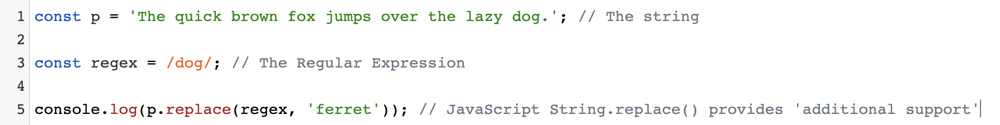 1 const p = 'The quick brown fox jumps over the lazy dog.'; // The string
2
3 const regex = /dog/; // The Regular Expression
4
5 console.log(p.replace(regex, 'ferret')); // JavaScript String.replace() provides 'additional support'